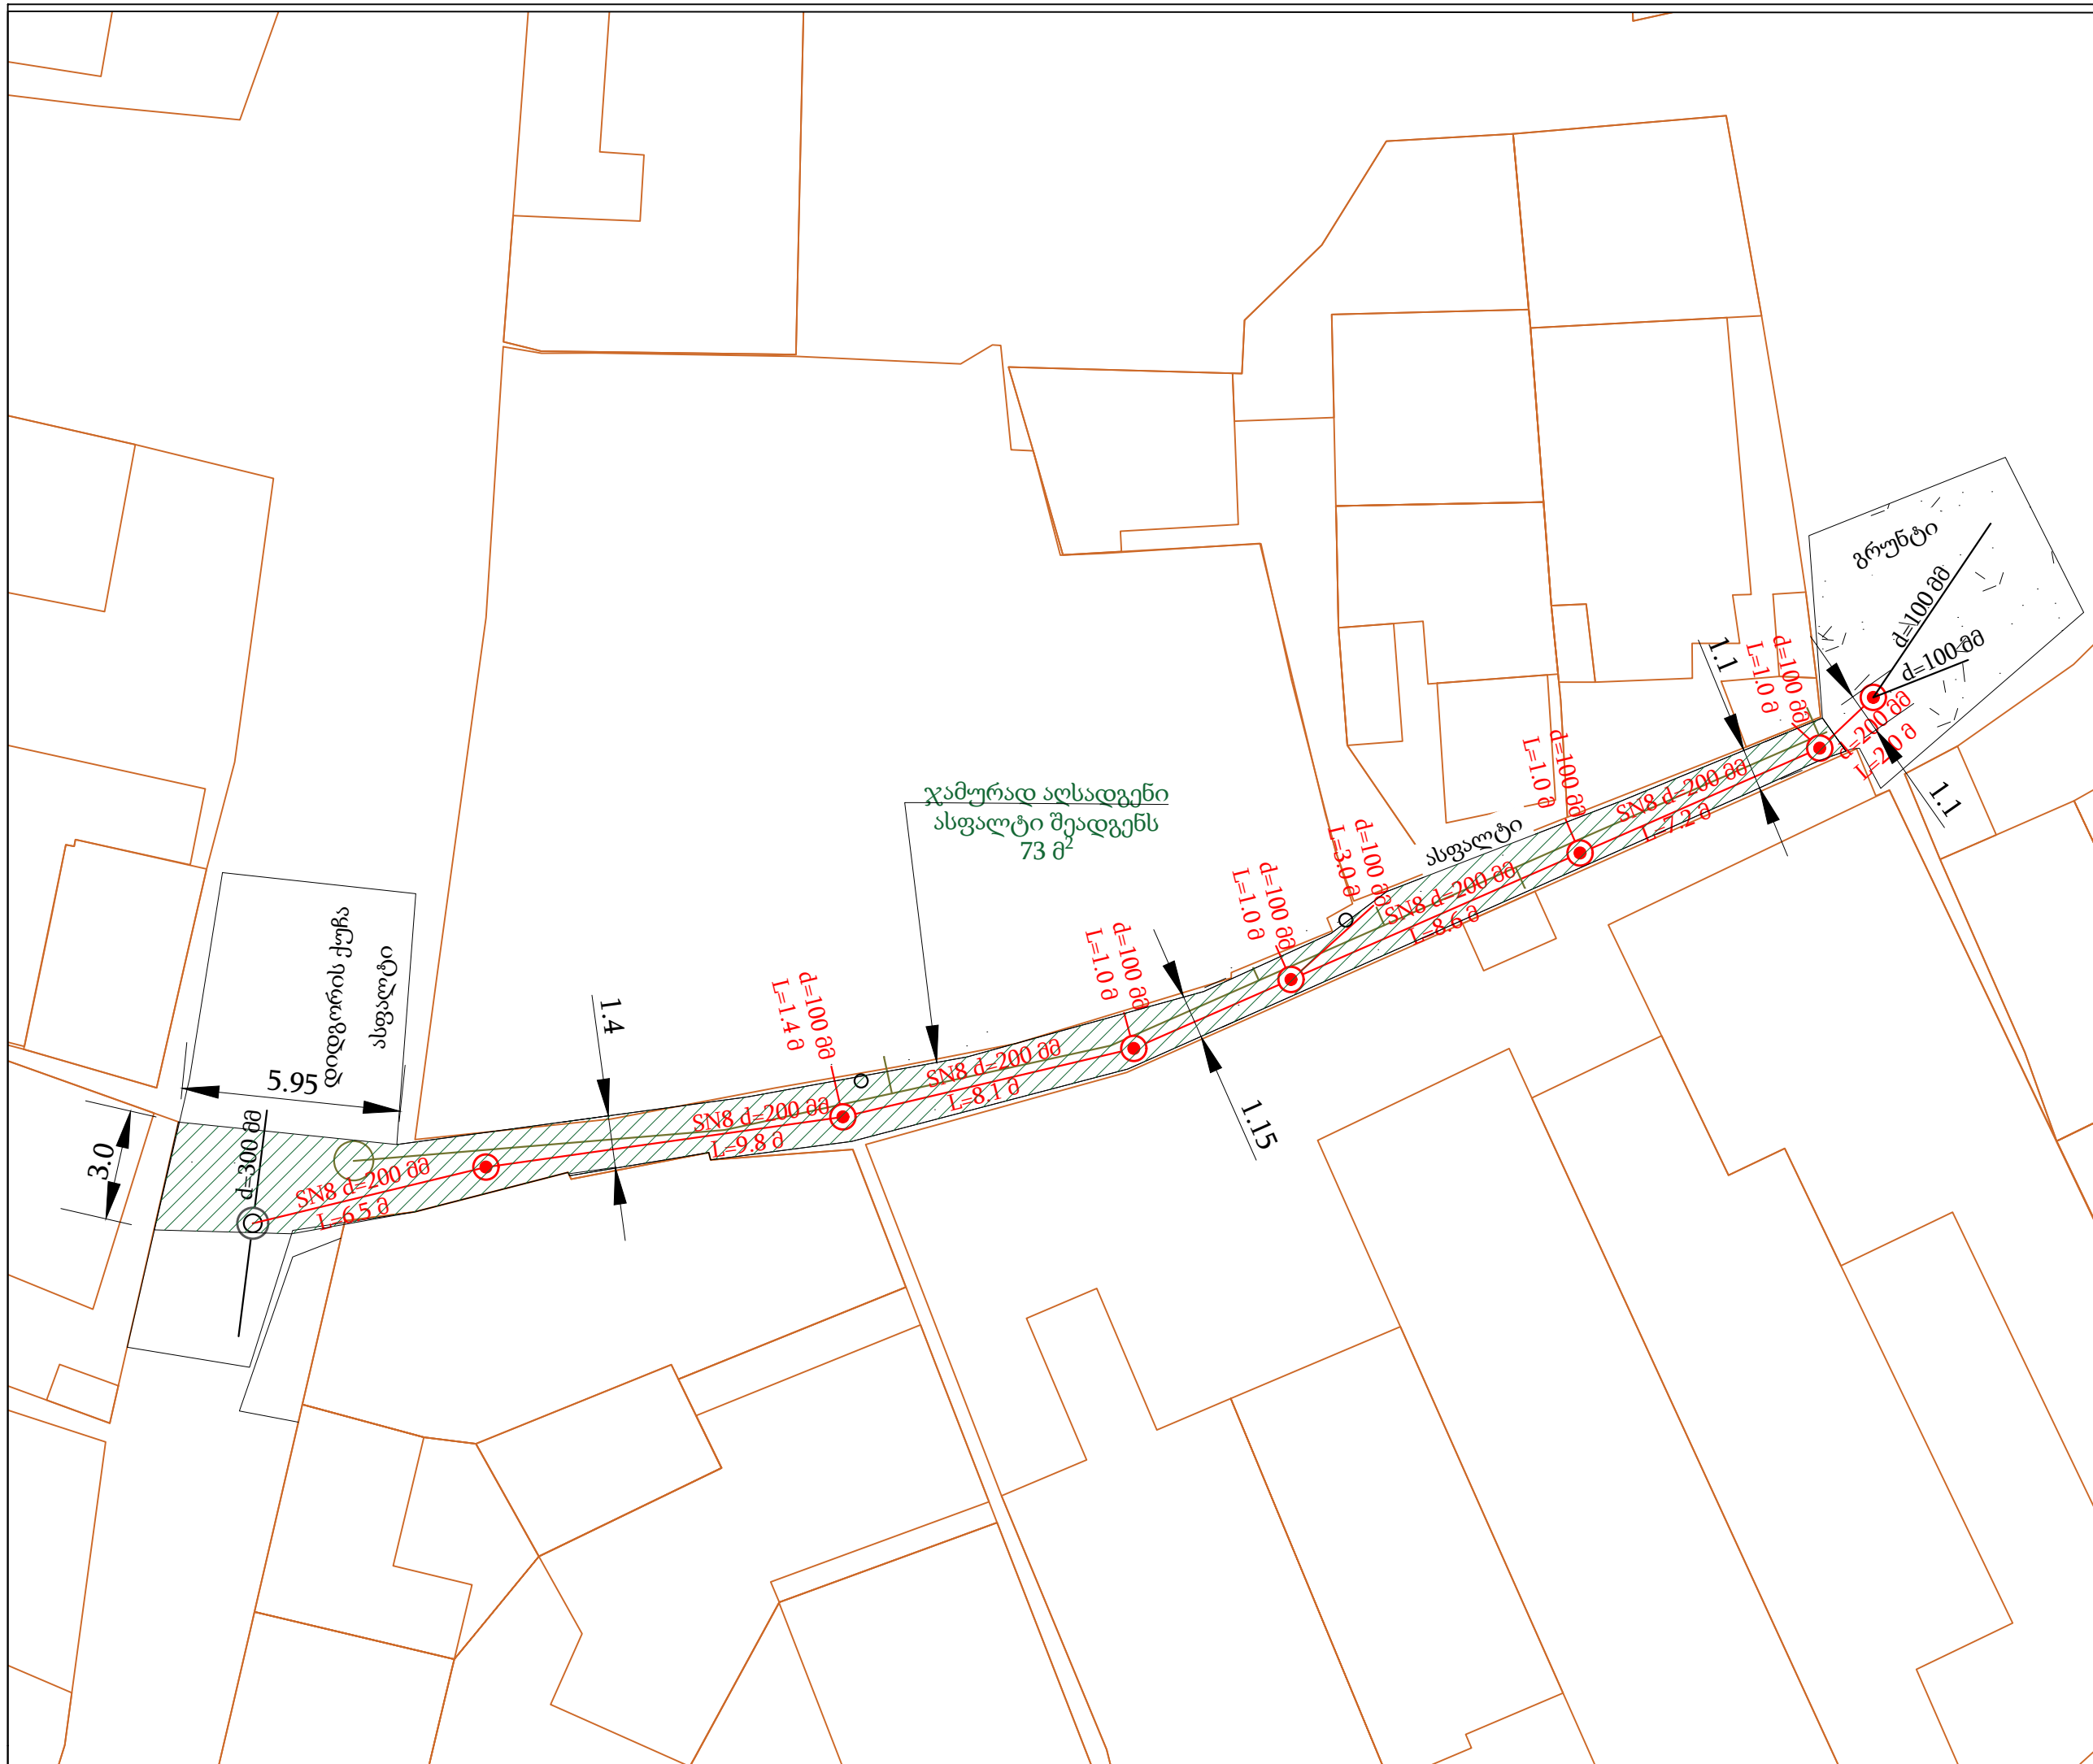 გრუნტი
d=100 მმ
d=100 მმ
1.1
d=100 მმ
L=1.0 მ
d=200 მმ
L=2.0 მ
1.1
d=100 მმ
L=1.0 მ
SN8 d=200 მმ
L=7.2 მ
ჯამურად აღსადგენი
ასფალტი შეადგენს
73 მ²
ასფალტი
d=100 მმ
L=3.0 მ
d=100 მმ
L=1.0 მ
SN8 d=200 მმ
L=8.6 მ
d=100 მმ
L=1.0 მ
დიდგორის ქუჩა
ასფალტი
1.4
d=100 მმ
L=1.4 მ
SN8 d=200 მმ
L=8.1 მ
5.95
SN8 d=200 მმ
L=9.8 მ
1.15
3.0
d=300 მმ
SN8 d=200 მმ
L=6.5 მ